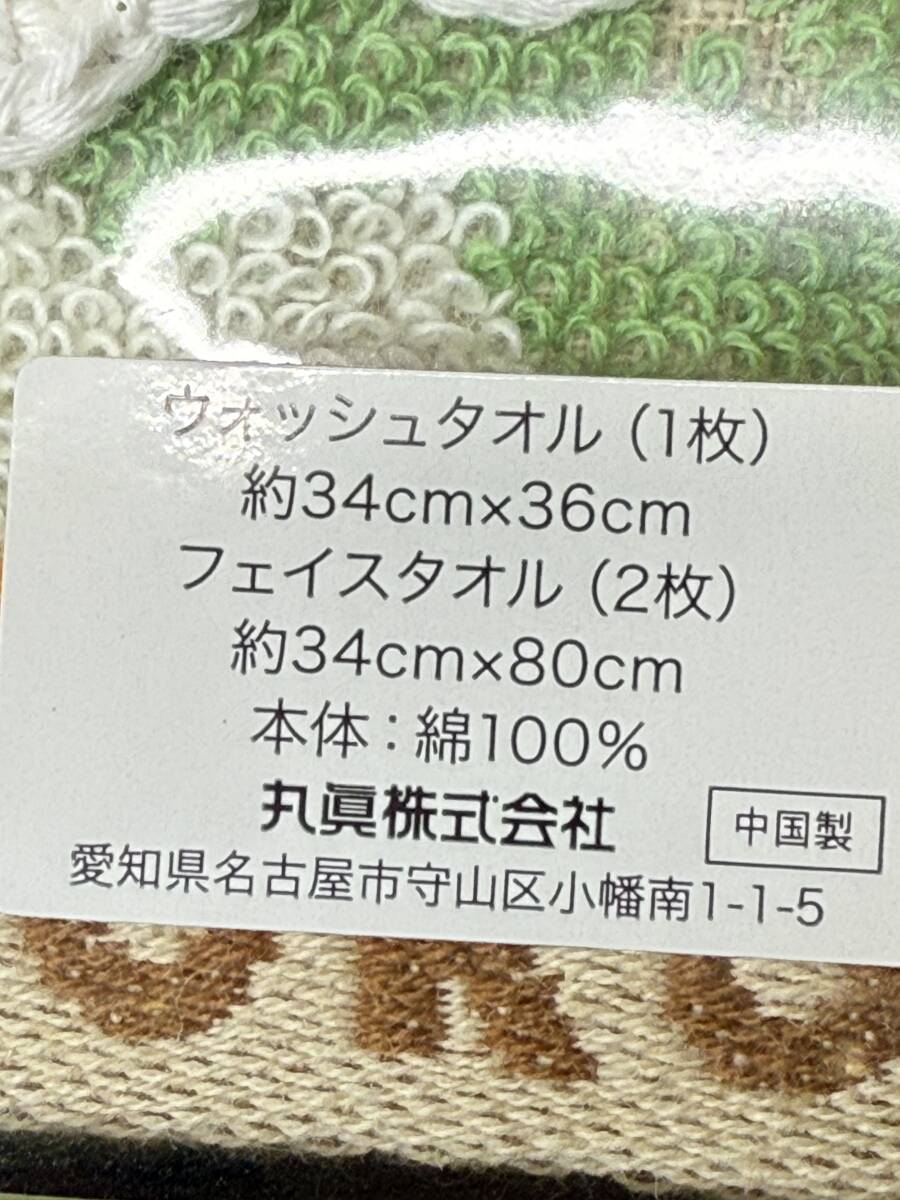 ウォッシュタオル（1枚）
約34cm×36cm
フェイスタオル（2枚）
約34cm×80cm
本体：綿100%
丸眞株式会社
中国製
愛知県名古屋市守山区小幡南1-1-5